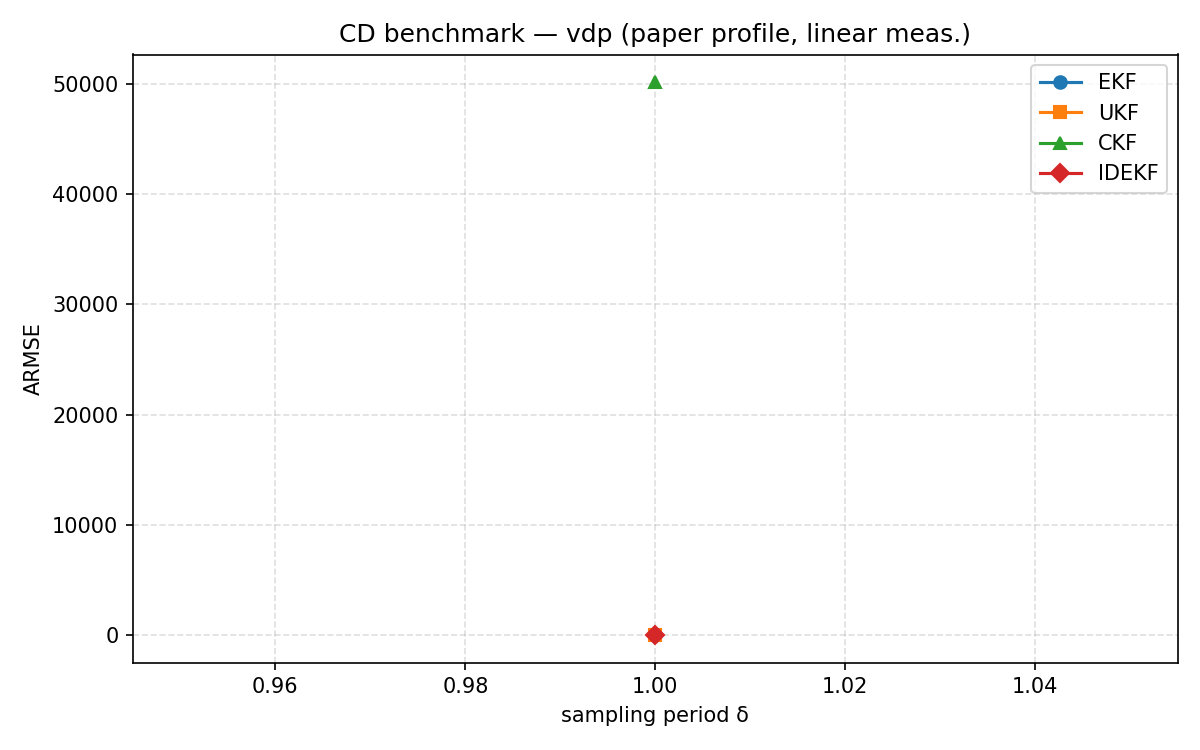 CD benchmark — vdp (paper profile, linear meas.)
EKF
UKF
CKF
IDEKF
ARMSE
50000
40000
30000
20000
10000
0
0.96 0.98 1.00 1.02 1.04
sampling period δ